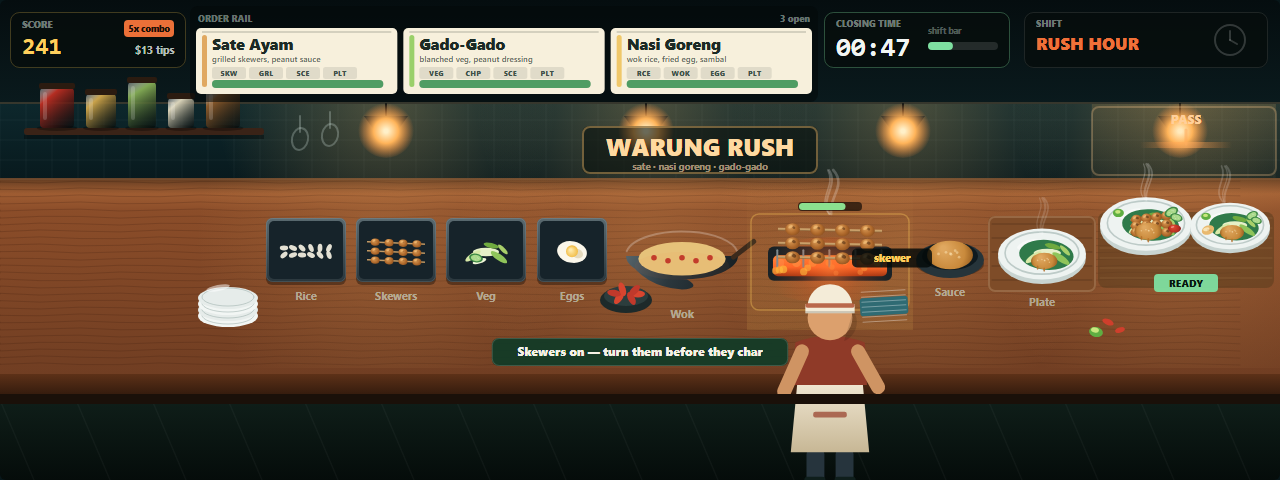 SCORE
241
5x combo
$13 tips
ORDER RAIL
3 open
Sate Ayam
grilled skewers, peanut sauce
SKW GRL SCE PLT
Gado-Gado
blanched veg, peanut dressing
VEG CHP SCE PLT
Nasi Goreng
wok rice, fried egg, sambal
RCE WOK EGG PLT
CLOSING TIME
00:47
shift bar
SHIFT
RUSH HOUR
PASS
WARUNG RUSH
sate · nasi goreng · gado-gado
skewer
Rice
Skewers
Veg
Eggs
Wok
Sauce
Plate
READY
Skewers on — turn them before they char